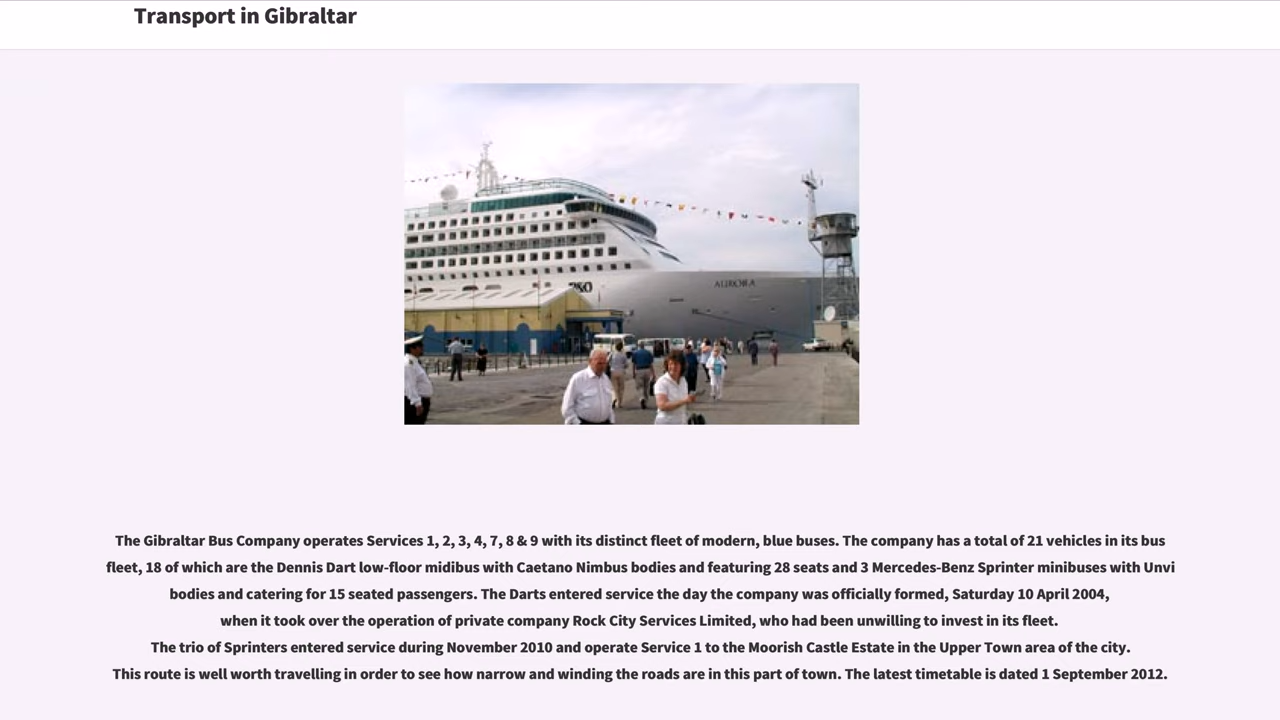 Transport in Gibraltar
P&O
AURORA
The Gibraltar Bus Company operates Services 1, 2, 3, 4, 7, 8 & 9 with its distinct fleet of modern, blue buses. The company has a total of 21 vehicles in its bus
fleet, 18 of which are the Dennis Dart low-floor midibus with Caetano Nimbus bodies and featuring 28 seats and 3 Mercedes-Benz Sprinter minibuses with Unvi
bodies and catering for 15 seated passengers. The Darts entered service the day the company was officially formed, Saturday 10 April 2004,
when it took over the operation of private company Rock City Services Limited, who had been unwilling to invest in its fleet.
The trio of Sprinters entered service during November 2010 and operate Service 1 to the Moorish Castle Estate in the Upper Town area of the city.
This route is well worth travelling in order to see how narrow and winding the roads are in this part of town. The latest timetable is dated 1 September 2012.